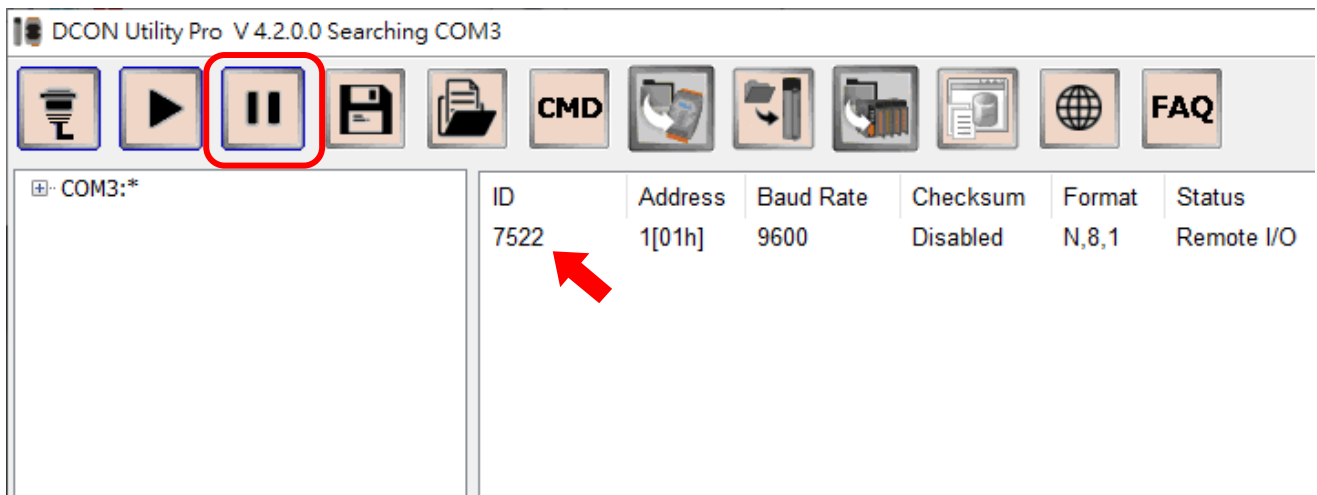 DCON Utility Pro V 4.2.0.0 Searching COM3
CMD FAQ
COM3:*
ID Address Baud Rate Checksum Format Status
7522 1[01h] 9600 Disabled N,8,1 Remote I/O